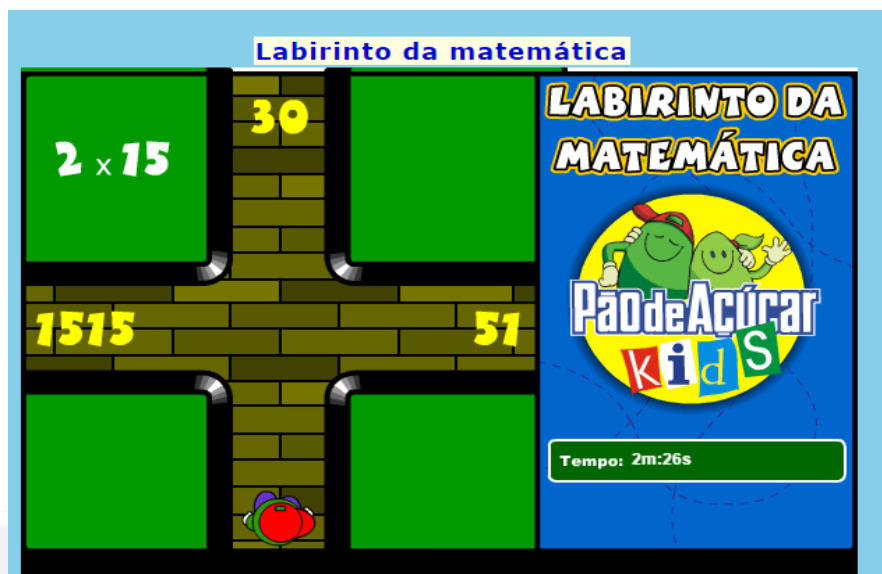 Labirinto da matemática
30
2 x 15
1515
51
LABIRINTO DA
MATEMÁTICA
PãodeAçúcar
kids
Tempo: 2m:26s